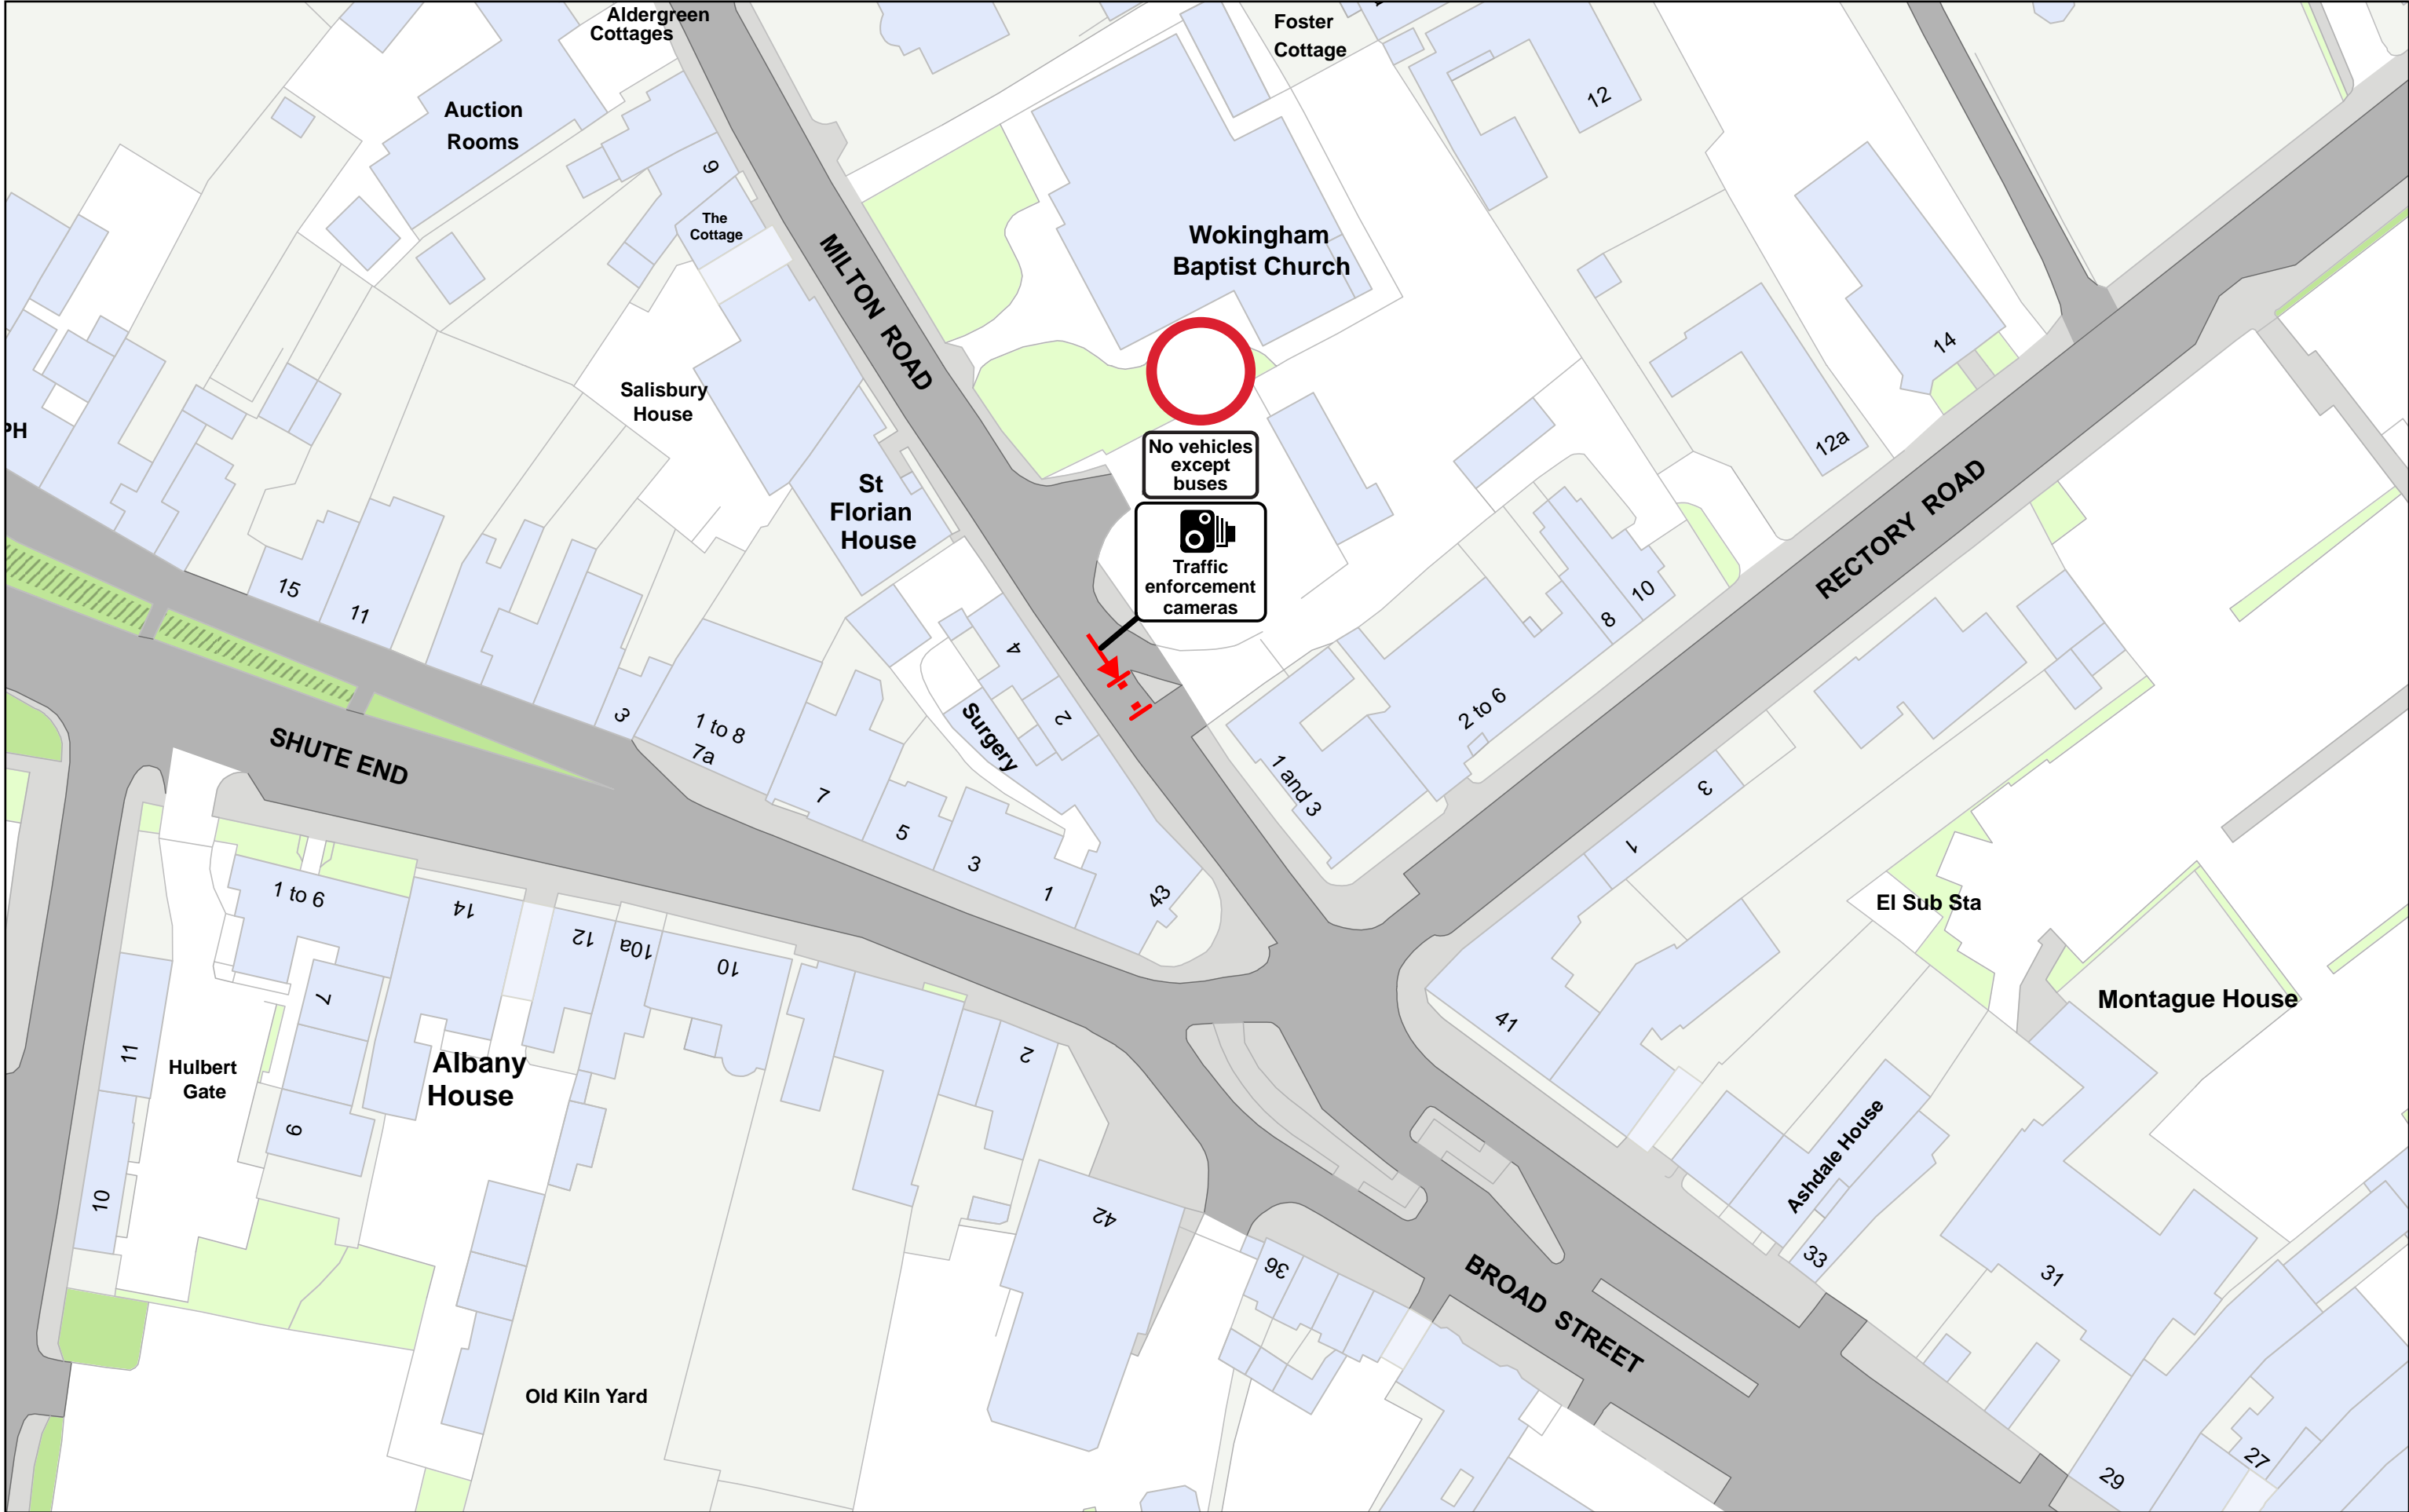 Aldergreen
Cottages
Foster
Cottage
Auction
Rooms
12
9
The
Cottage
MILTON ROAD
Wokingham
Baptist Church
14
Salisbury
House
PH
12a
No vehicles
except
buses
St
Florian
House
Traffic
enforcement
cameras
RECTORY ROAD
15
11
10
8
4
2
Surgery
3
1 to 8
7a
2 to 6
SHUTE END
1 and 3
7
5
3
1
43
3
1
El Sub Sta
1 to 9
14
12
10a
10
7
41
Montague House
11
Hulbert
Gate
Albany
House
2
9
Ashdale House
10
42
36
33
31
BROAD STREET
Old Kiln Yard
27
29